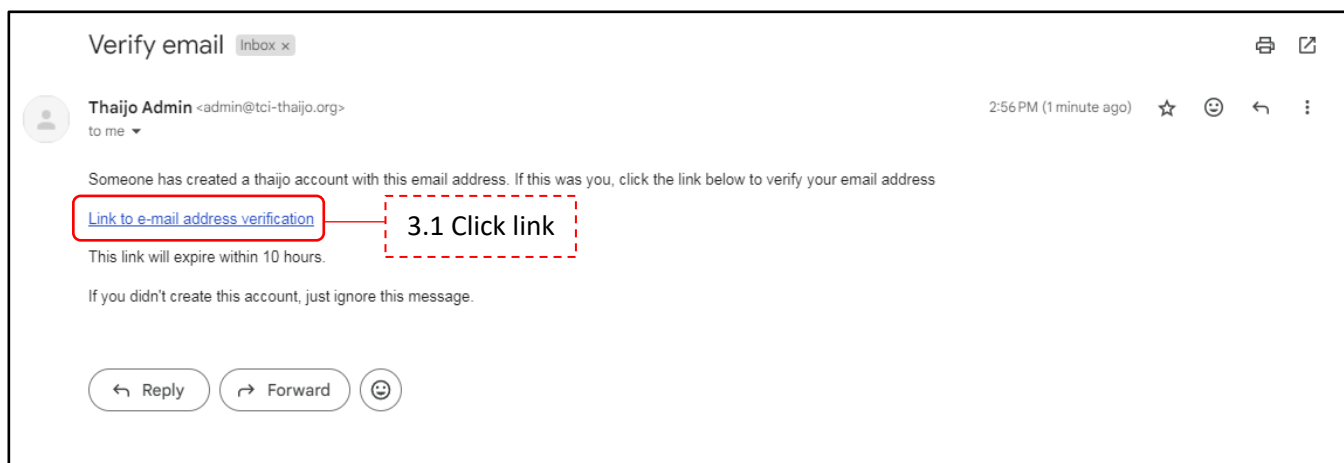 Verify email Inbox ×
Thaijo Admin <admin@tci-thaijo.org> 2:56 PM (1 minute ago)
to me
Someone has created a thaijo account with this email address. If this was you, click the link below to verify your email address
Link to e-mail address verification
3.1 Click link
This link will expire within 10 hours.
If you didn't create this account, just ignore this message.
Reply Forward